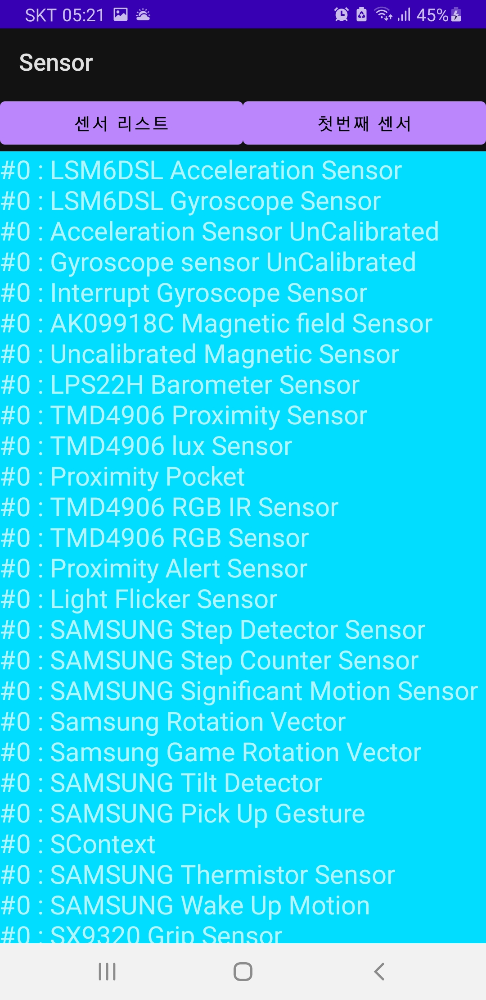 SKT 05:21 45%
Sensor
센서 리스트 첫번째 센서
#0 : LSM6DSL Acceleration Sensor
#0 : LSM6DSL Gyroscope Sensor
#0 : Acceleration Sensor UnCalibrated
#0 : Gyroscope sensor UnCalibrated
#0 : Interrupt Gyroscope Sensor
#0 : AK09918C Magnetic field Sensor
#0 : Uncalibrated Magnetic Sensor
#0 : LPS22H Barometer Sensor
#0 : TMD4906 Proximity Sensor
#0 : TMD4906 lux Sensor
#0 : Proximity Pocket
#0 : TMD4906 RGB IR Sensor
#0 : TMD4906 RGB Sensor
#0 : Proximity Alert Sensor
#0 : Light Flicker Sensor
#0 : SAMSUNG Step Detector Sensor
#0 : SAMSUNG Step Counter Sensor
#0 : SAMSUNG Significant Motion Sensor
#0 : Samsung Rotation Vector
#0 : Samsung Game Rotation Vector
#0 : SAMSUNG Tilt Detector
#0 : SAMSUNG Pick Up Gesture
#0 : SContext
#0 : SAMSUNG Thermistor Sensor
#0 : SAMSUNG Wake Up Motion
#0 : SX9320 Grip Sensor